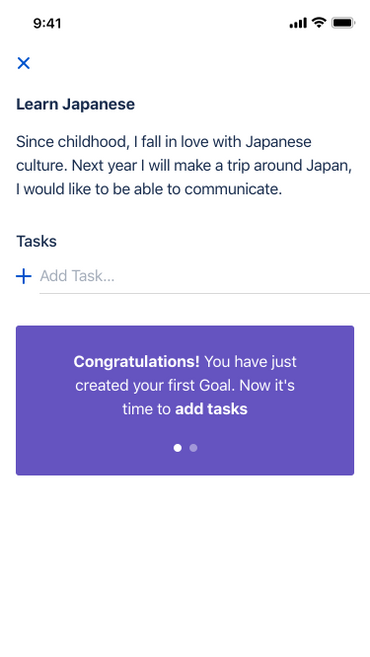 9:41
Learn Japanese
Since childhood, I fall in love with Japanese
culture. Next year I will make a trip around Japan,
I would like to be able to communicate.
Tasks
Add Task...
Congratulations! You have just
created your first Goal. Now it's
time to add tasks